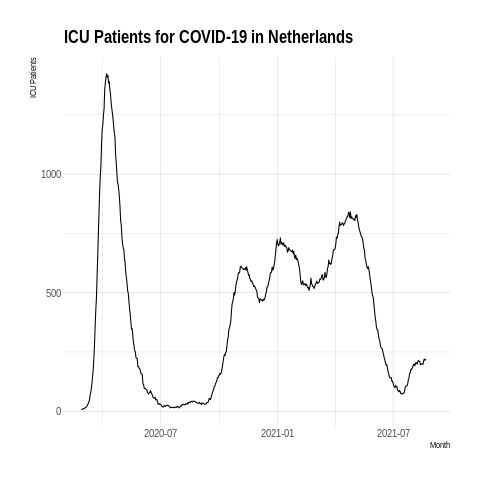 ICU Patients for COVID-19 in Netherlands
ICU Patients
1000
500
0
2020-07
2021-01
2021-07
Month